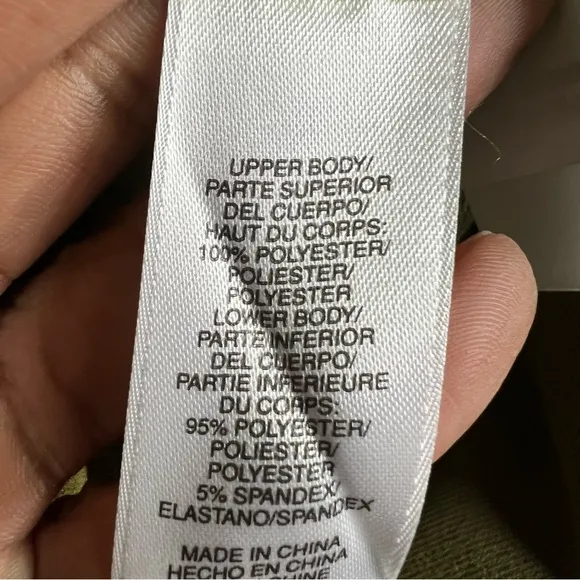 UPPER BODY/
PARTE SUPERIOR
DEL CUERPO/
HAUT DU CORPS:
100% POLYESTER/
POLIESTER/
POLYESTER
LOWER BODY/
PARTE INFERIOR
DEL CUERPO/
PARTIE INFERIEURE
DU CORPS:
95% POLYESTER/
POLIESTER/
POLYESTER
5% SPANDEX/
ELASTANO/SPANDEX
MADE IN CHINA
HECHO EN CHINA
CHINE